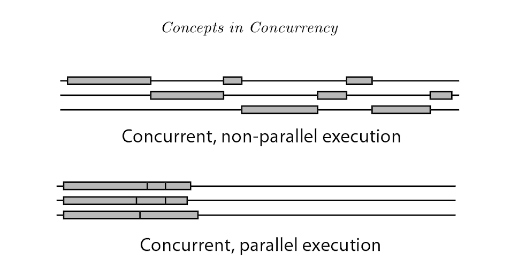 Concepts in Concurrency
Concurrent, non-parallel execution
Concurrent, parallel execution